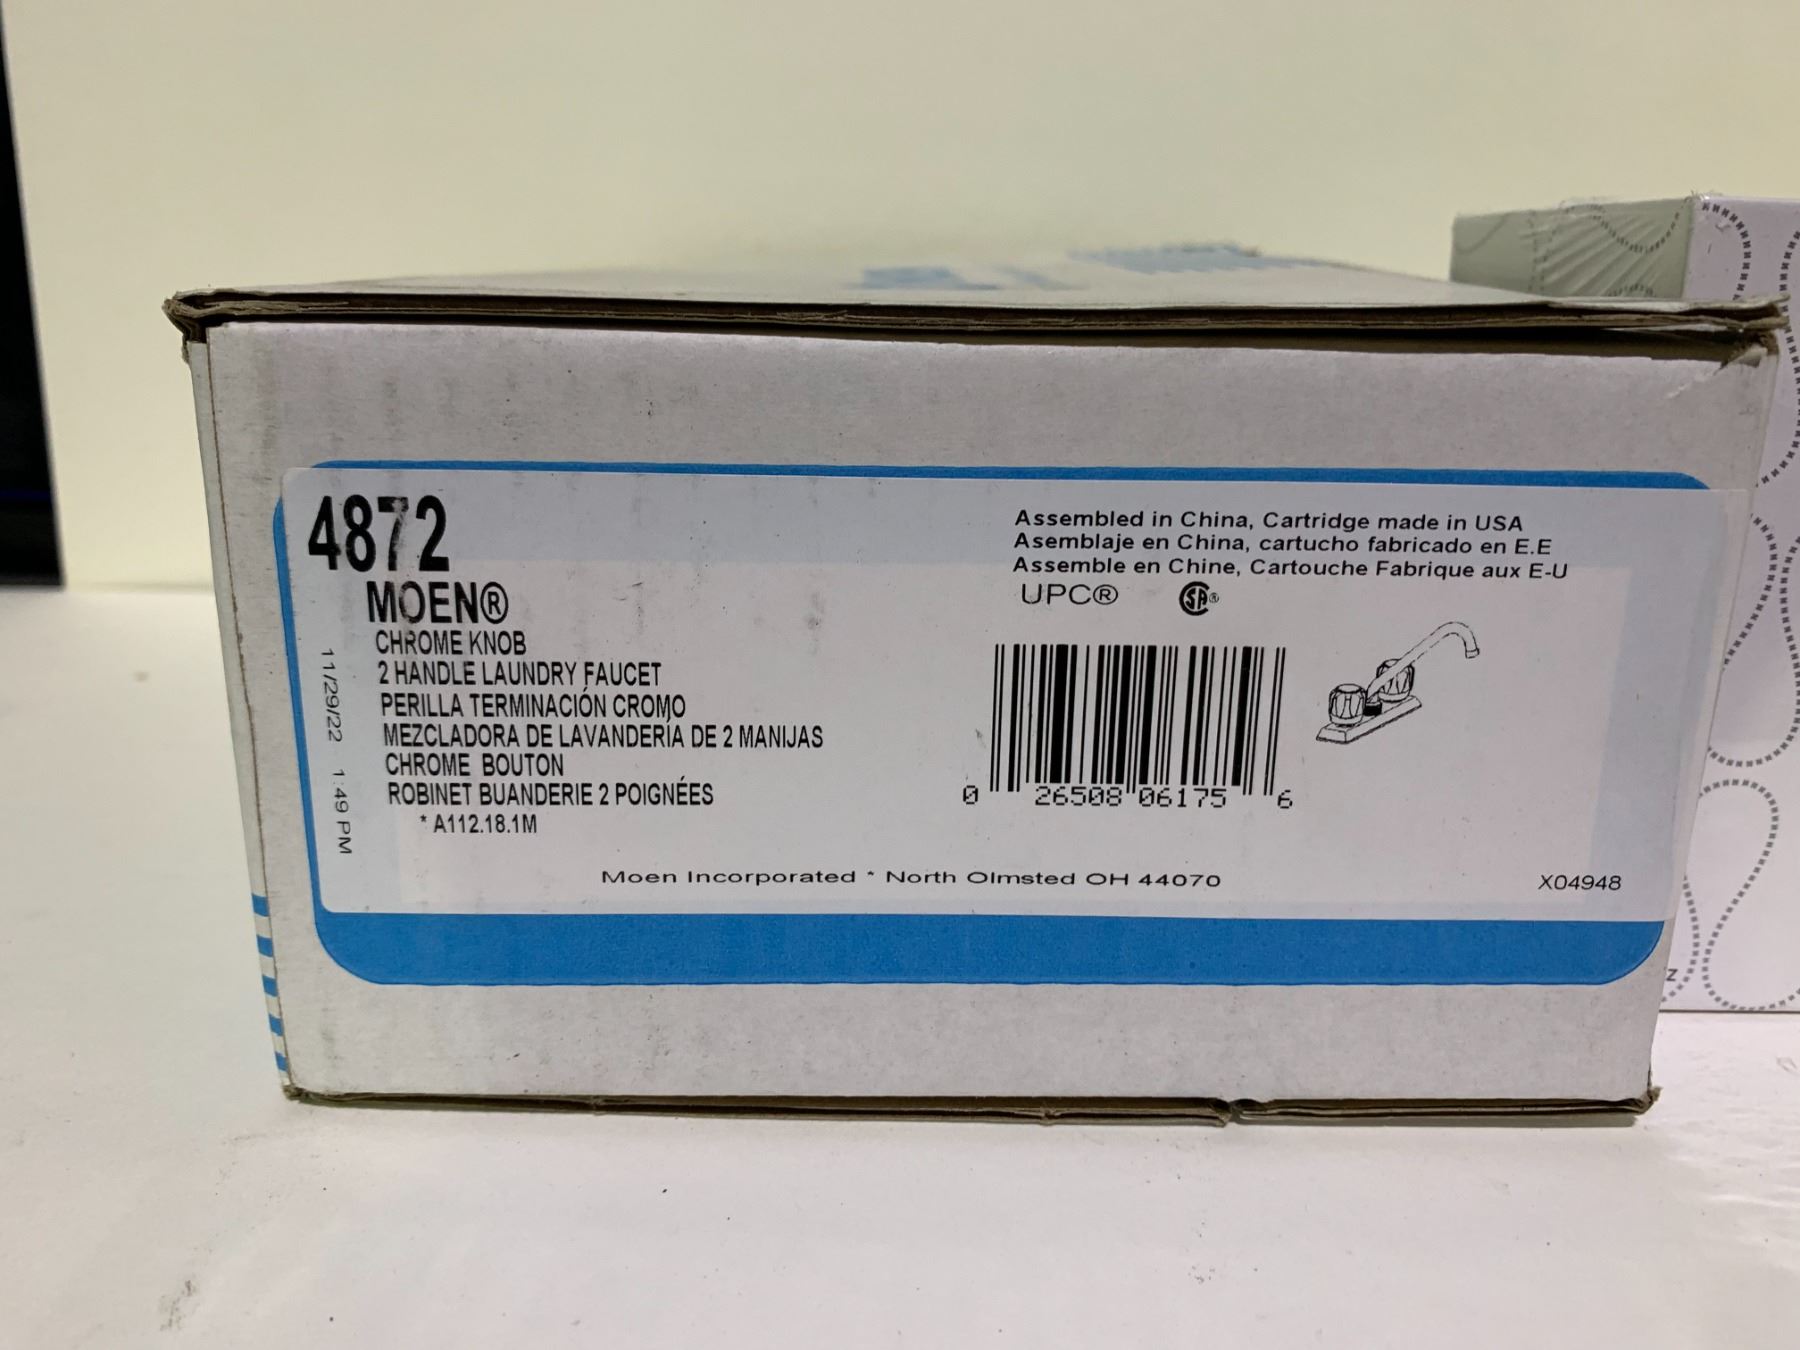 4872
MOEN®
CHROME KNOB
2 HANDLE LAUNDRY FAUCET
PERILLA TERMINACIÓN CROMO
MEZCLADORA DE LAVANDERÍA DE 2 MANIJAS
CHROME BOUTON
ROBINET BUANDERIE 2 POIGNÉES
* A112.18.1M
11/29/22 1:49 PM
Assembled in China, Cartridge made in USA
Asemblaje en China, cartucho fabricado en E.E
Assemble en Chine, Cartouche Fabrique aux E-U
UPC® SA®
0 26508 06175 6
Moen Incorporated * North Olmsted OH 44070
X04948
Z